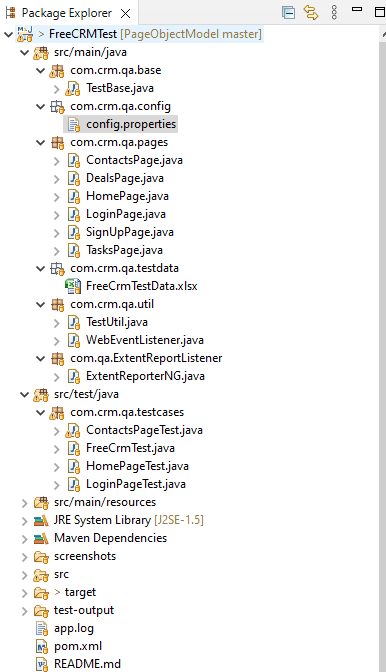 Package Explorer
> FreeCRMTest [PageObjectModel master]
src/main/java
com.crm.qa.base
TestBase.java
com.crm.qa.config
config.properties
com.crm.qa.pages
ContactsPage.java
DealsPage.java
HomePage.java
LoginPage.java
SignUpPage.java
TasksPage.java
com.crm.qa.testdata
FreeCrmTestData.xlsx
com.crm.qa.util
TestUtil.java
WebEventListener.java
com.qa.ExtentReportListener
ExtentReporterNG.java
src/test/java
com.crm.qa.testcases
ContactsPageTest.java
FreeCrmTest.java
HomePageTest.java
LoginPageTest.java
src/main/resources
JRE System Library [J2SE-1.5]
Maven Dependencies
screenshots
src
> target
test-output
app.log
pom.xml
README.md